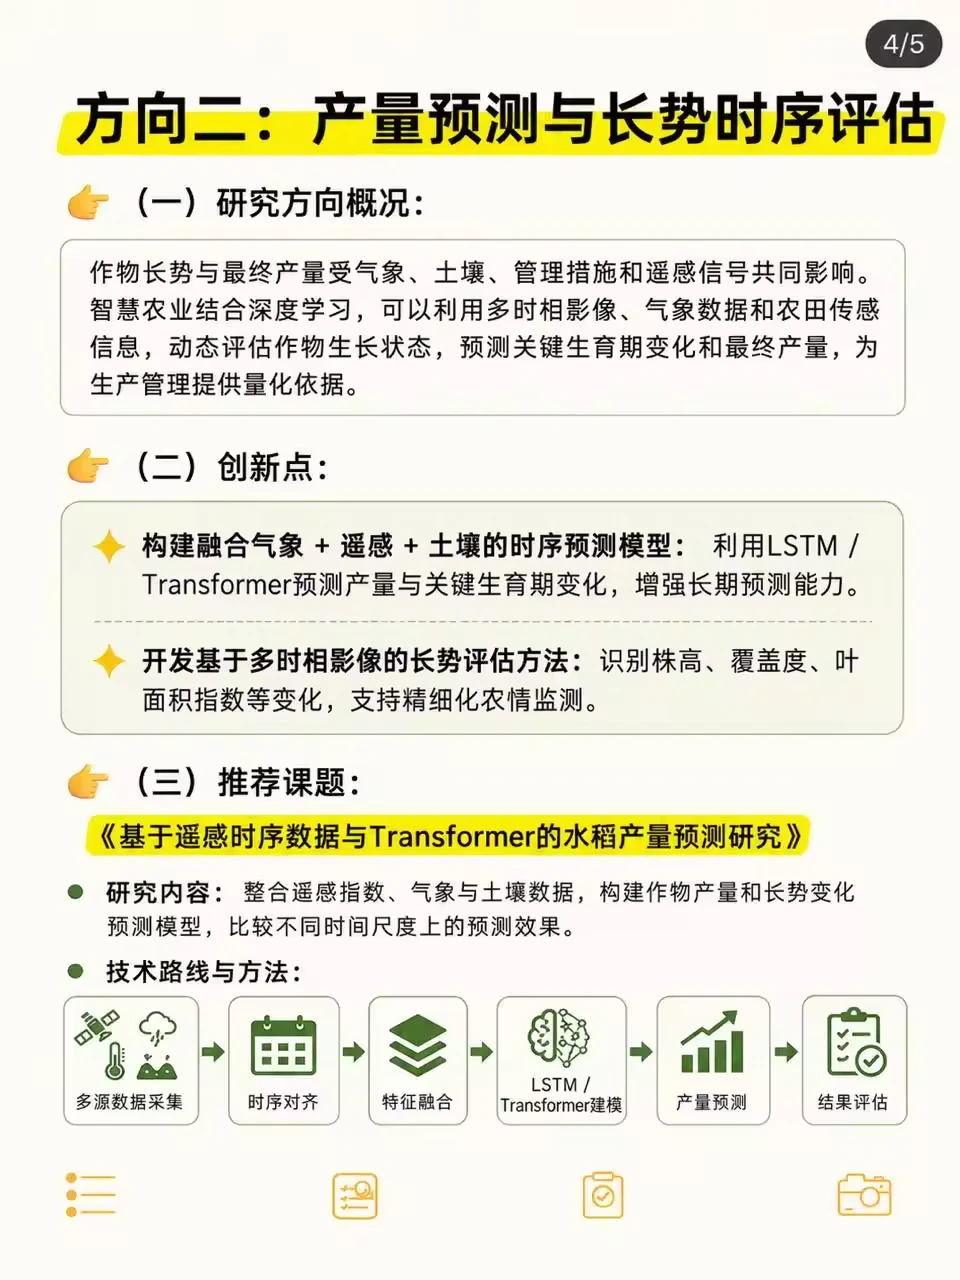 4/5
方向二：产量预测与长势时序评估
（一）研究方向概况：
作物长势与最终产量受气象、土壤、管理措施和遥感信号共同影响。
智慧农业结合深度学习，可以利用多时相影像、气象数据和农田传感
信息，动态评估作物生长状态，预测关键生育期变化和最终产量，为
生产管理提供量化依据。
（二）创新点：
构建融合气象 + 遥感 + 土壤的时序预测模型： 利用LSTM /
Transformer预测产量与关键生育期变化，增强长期预测能力。
开发基于多时相影像的长势评估方法：识别株高、覆盖度、叶
面积指数等变化，支持精细化农情监测。
（三）推荐课题：
《基于遥感时序数据与Transformer的水稻产量预测研究》
研究内容： 整合遥感指数、气象与土壤数据，构建作物产量和长势变化
预测模型，比较不同时间尺度上的预测效果。
技术路线与方法：
多源数据采集
时序对齐
特征融合
LSTM /
Transformer建模
产量预测
结果评估